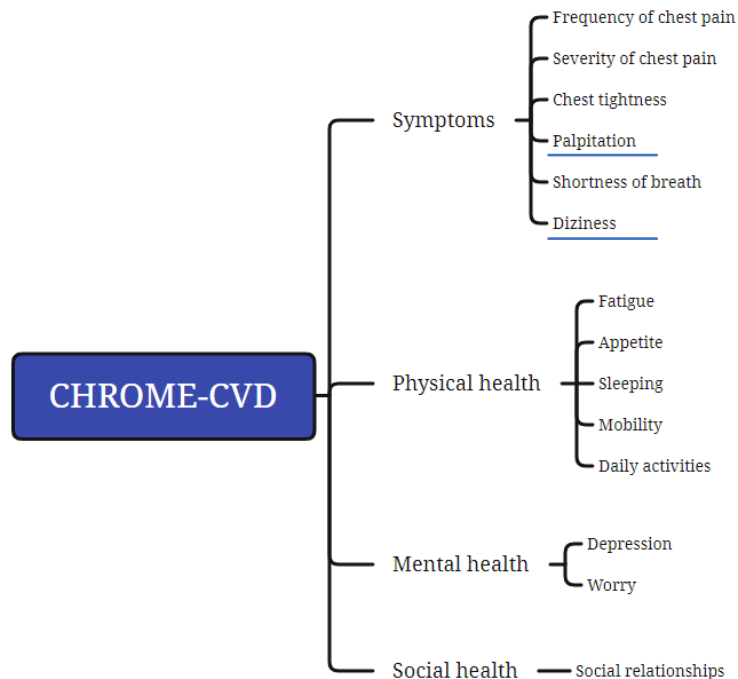 CHROME-CVD
Symptoms
Frequency of chest pain
Severity of chest pain
Chest tightness
Palpitation
Shortness of breath
Diziness
Physical health
Fatigue
Appetite
Sleeping
Mobility
Daily activities
Mental health
Depression
Worry
Social health
Social relationships